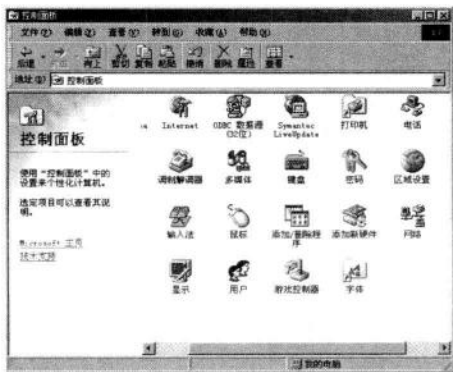 控制面板
文件(F) 编辑(E) 查看(V) 转到(G) 收藏(A) 帮助(H)
后退 向上 剪切 复制 粘贴 撤消 删除 属性 查看
地址(D) 控制面板
控制面板
使用“控制面板”中的
设置来个性化计算机。
选定项目可以查看其说
明。
Microsoft 主页
技术支持
Internet ODBC 数据源 (32位) Symantec LiveUpdate 打印机 电话
调制解调器 多媒体 键盘 密码 区域设置
输入法 鼠标 添加/删除程序 添加新硬件 网络
显示 用户 游戏控制器 字体
我的电脑